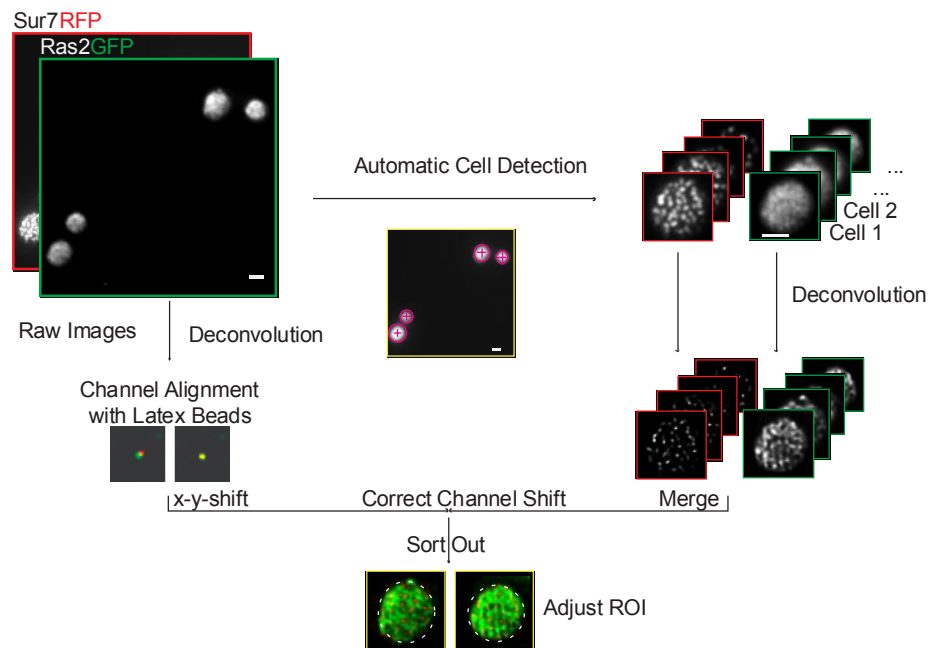 Sur7RFP
Ras2GFP
Automatic Cell Detection
...
...
Cell 2
Cell 1
Raw Images
Deconvolution
Deconvolution
Channel Alignment
with Latex Beads
x-y-shift
Correct Channel Shift
Merge
Sort Out
Adjust ROI